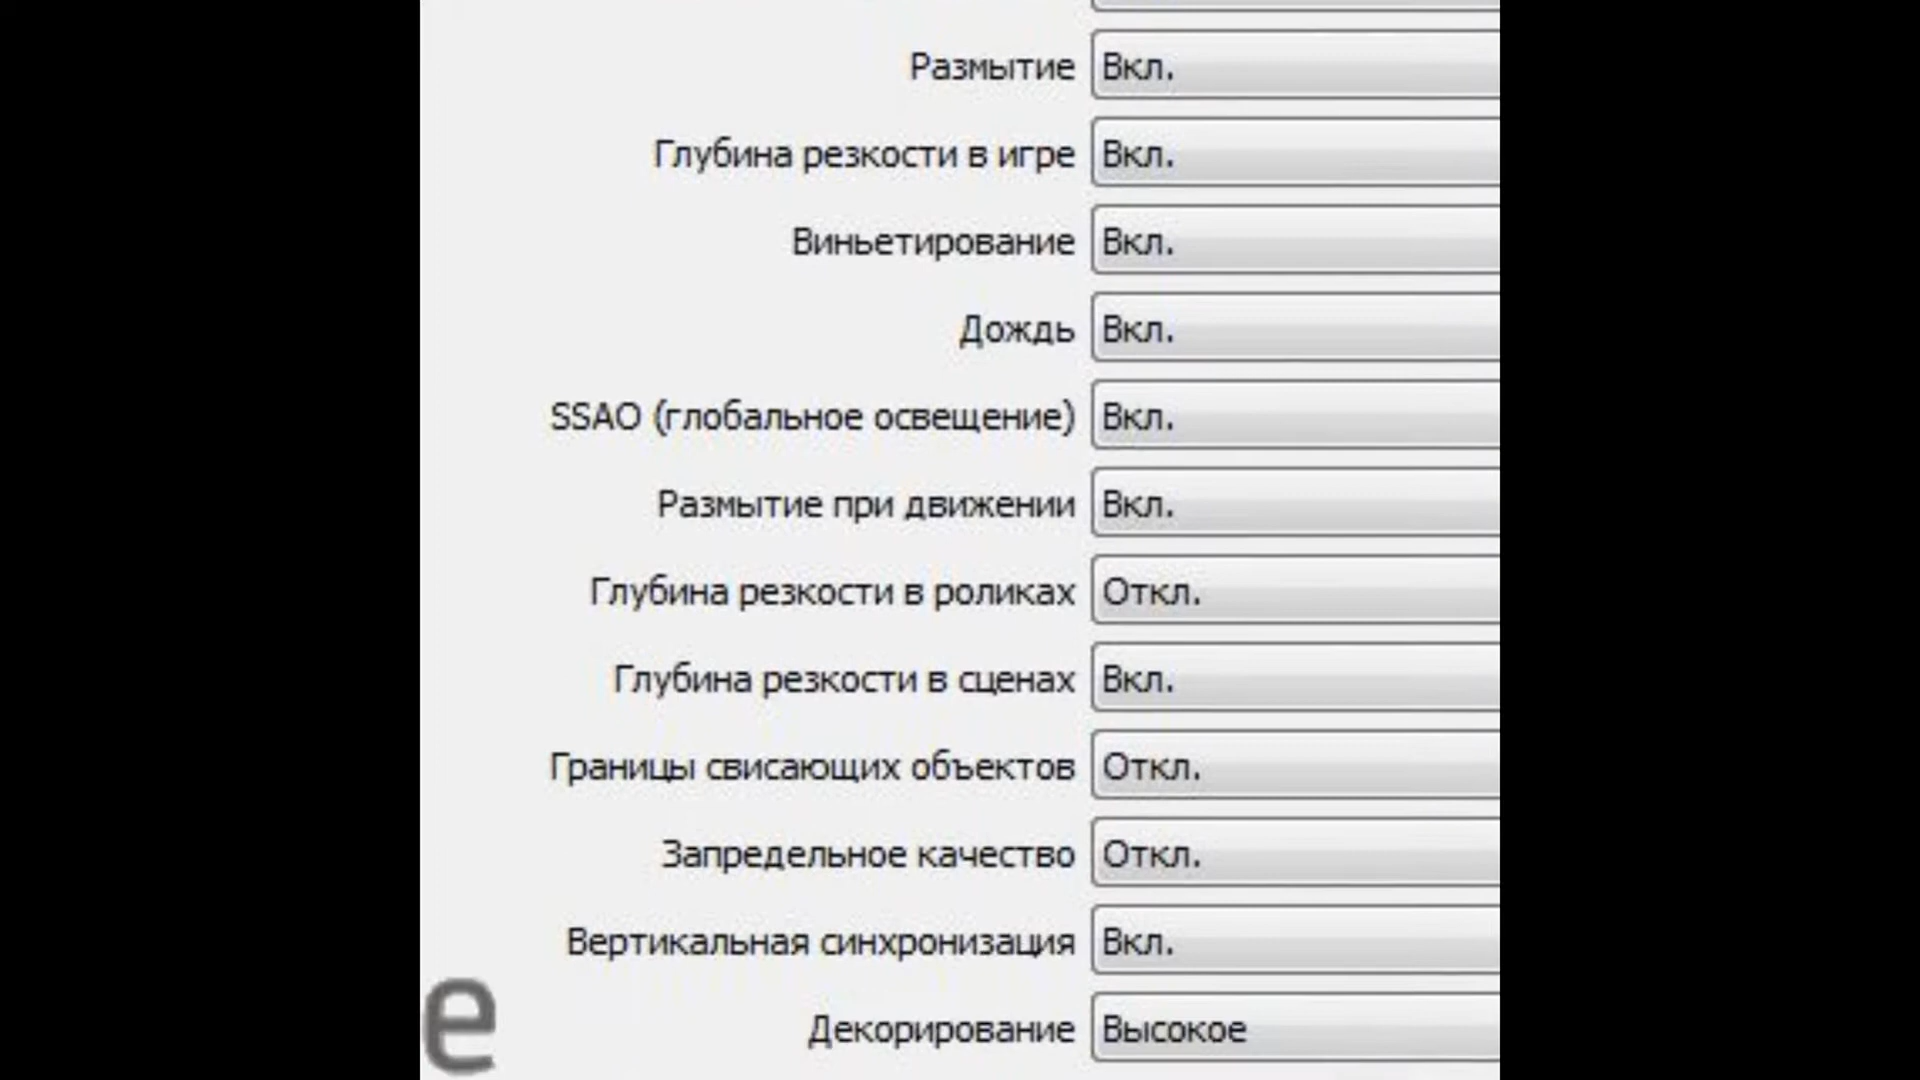 Размытие Вкл.
Глубина резкости в игре Вкл.
Виньетирование Вкл.
Дождь Вкл.
SSAO (глобальное освещение) Вкл.
Размытие при движении Вкл.
Глубина резкости в роликах Откл.
Глубина резкости в сценах Вкл.
Границы свисающих объектов Откл.
Запредельное качество Откл.
Вертикальная синхронизация Вкл.
Декорирование Высокое
е